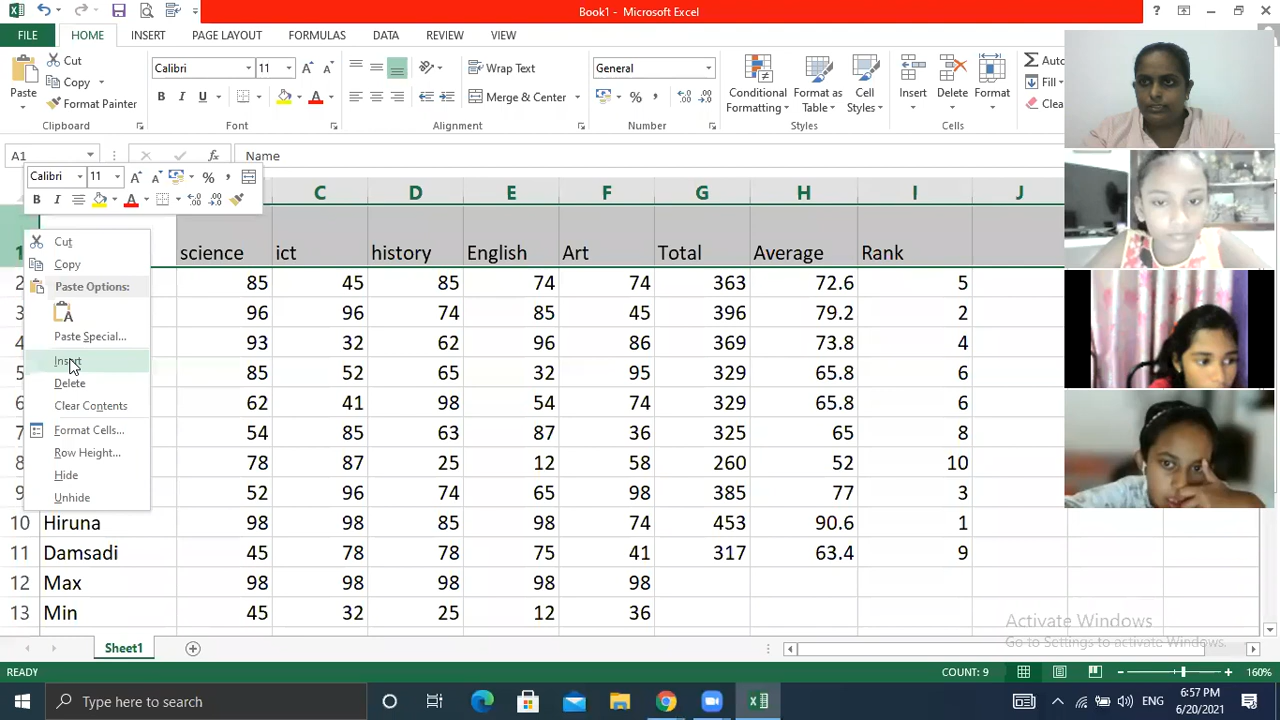 Book1 - Microsoft Excel
FILE HOME INSERT PAGE LAYOUT FORMULAS DATA REVIEW VIEW
Paste
Cut
Copy
Format Painter
Clipboard
Calibri 11
B I U
A
Font
Wrap Text
Merge & Center
Alignment
General
%
Number
Conditional Formatting
Format as Table
Cell Styles
Styles
Insert
Delete
Format
Cells
Fill
A1 Name
Calibri 11 A A %
B I A
C D E F G H I J
Cut
Copy
Paste Options:
A
Paste Special...
Insert
Delete
Clear Contents
Format Cells...
Row Height...
Hide
Unhide
1 science ict history English Art Total Average Rank
2 85 45 85 74 74 363 72.6 5
3 96 96 74 85 45 396 79.2 2
4 93 32 62 96 86 369 73.8 4
5 85 52 65 32 95 329 65.8 6
6 62 41 98 54 74 329 65.8 6
7 54 85 63 87 36 325 65 8
8 78 87 25 12 58 260 52 10
9 52 96 74 65 98 385 77 3
10 Hiruna 98 98 85 98 74 453 90.6 1
11 Damsadi 45 78 78 75 41 317 63.4 9
12 Max 98 98 98 98 98
13 Min 45 32 25 12 36
Activate Windows
Go to Settings to activate Windows.
Sheet1
READY COUNT: 9 160%
Type here to search
ENG
6:57 PM
6/20/2021